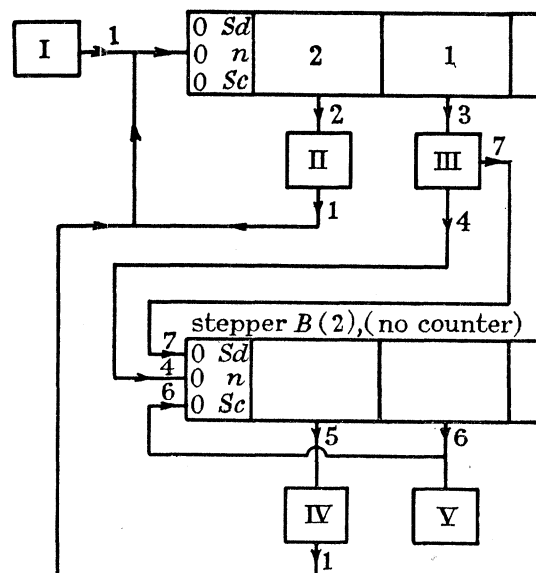 I 1 0 Sd
0 n 2 1
0 Sc
2 3
II III 7
1 4
stepper B (2), (no counter)
7 0 Sd
4 0 n
6 0 Sc
5 6
IV V
1